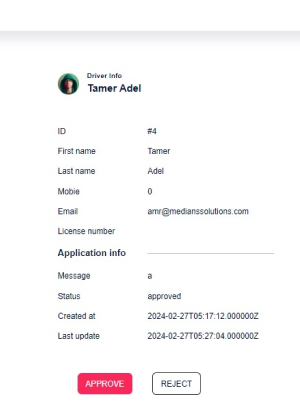 Driver Info
Tamer Adel
ID #4
First name Tamer
Last name Adel
Mobie 0
Email amr@medianssolutions.com
License number
Application info
Message a
Status approved
Created at 2024-02-27T05:17:12.000000Z
Last update 2024-02-27T05:27:04.000000Z
APPROVE REJECT